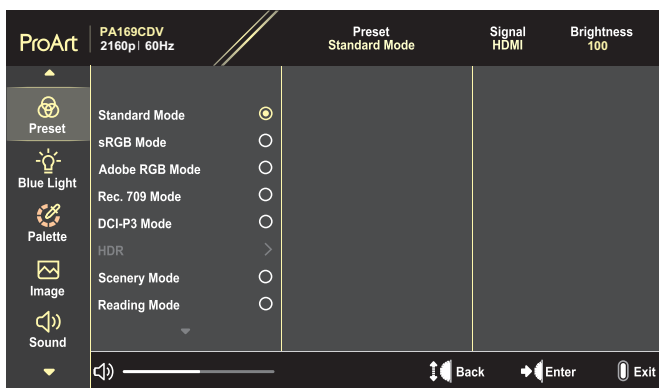 ProArt
PA169CDV
2160p| 60Hz
Preset
Standard Mode
Signal
HDMI
Brightness
100
Preset
Blue Light
Palette
Image
Sound
Standard Mode
sRGB Mode
Adobe RGB Mode
Rec. 709 Mode
DCI-P3 Mode
HDR
Scenery Mode
Reading Mode
Back
Enter
Exit